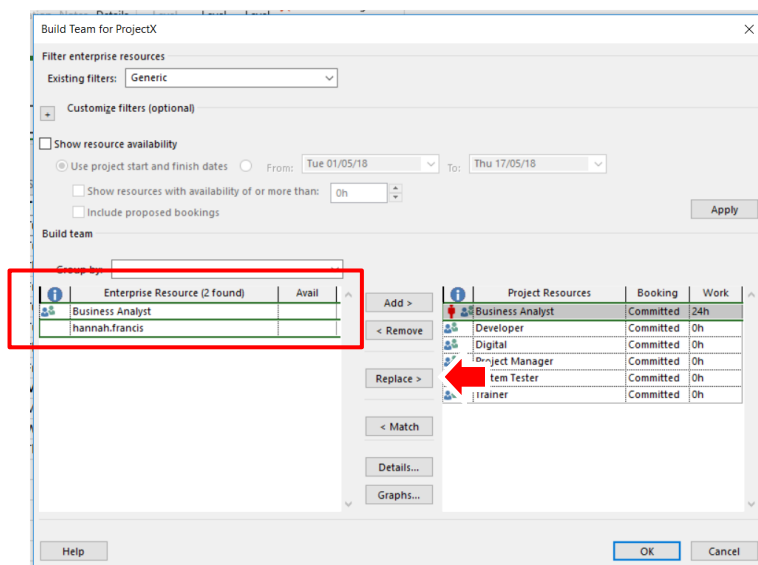 Build Team for ProjectX
Filter enterprise resources
Existing filters: Generic
+ Customize filters (optional)
Show resource availability
Use project start and finish dates From: Tue 01/05/18 To: Thu 17/05/18
Show resources with availability of or more than: 0h
Include proposed bookings
Apply
Build team
Group by:
Enterprise Resource (2 found) Avail
Business Analyst
hannah.francis
Add >
< Remove
Replace >
< Match
Details...
Graphs...
Project Resources Booking Work
Business Analyst Committed 24h
Developer Committed 0h
Digital Committed 0h
Project Manager Committed 0h
tem Tester Committed 0h
Trainer Committed 0h
Help
OK
Cancel